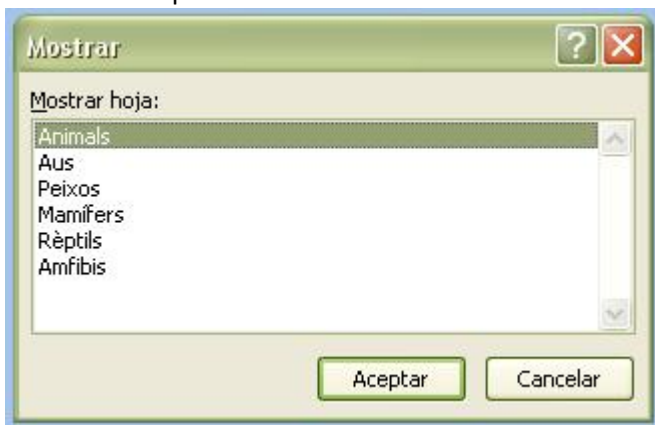 Mostrar
Mostrar hoja:
Animals
Aus
Peixos
Mamífers
Rèptils
Amfibis
Aceptar
Cancelar